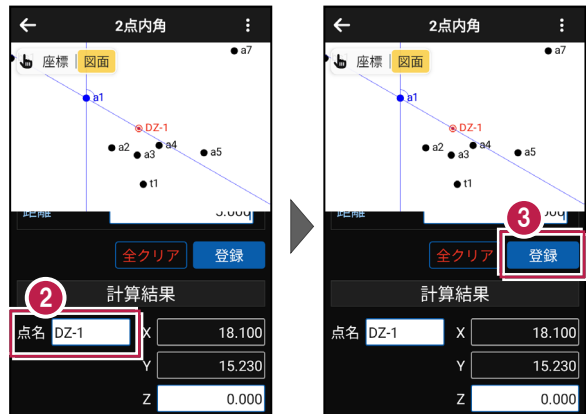 2点内角
座標 図面
a7
a1
DZ-1
a2
a3
a4
a5
t1
距離 5.000
全クリア 登録
計算結果
2
点名 DZ-1 X 18.100
Y 15.230
Z 0.000
2点内角
座標 図面
a7
a1
DZ-1
a2
a3
a4
a5
t1
距離
3
全クリア 登録
計算結果
点名 DZ-1 X 18.100
Y 15.230
Z 0.000